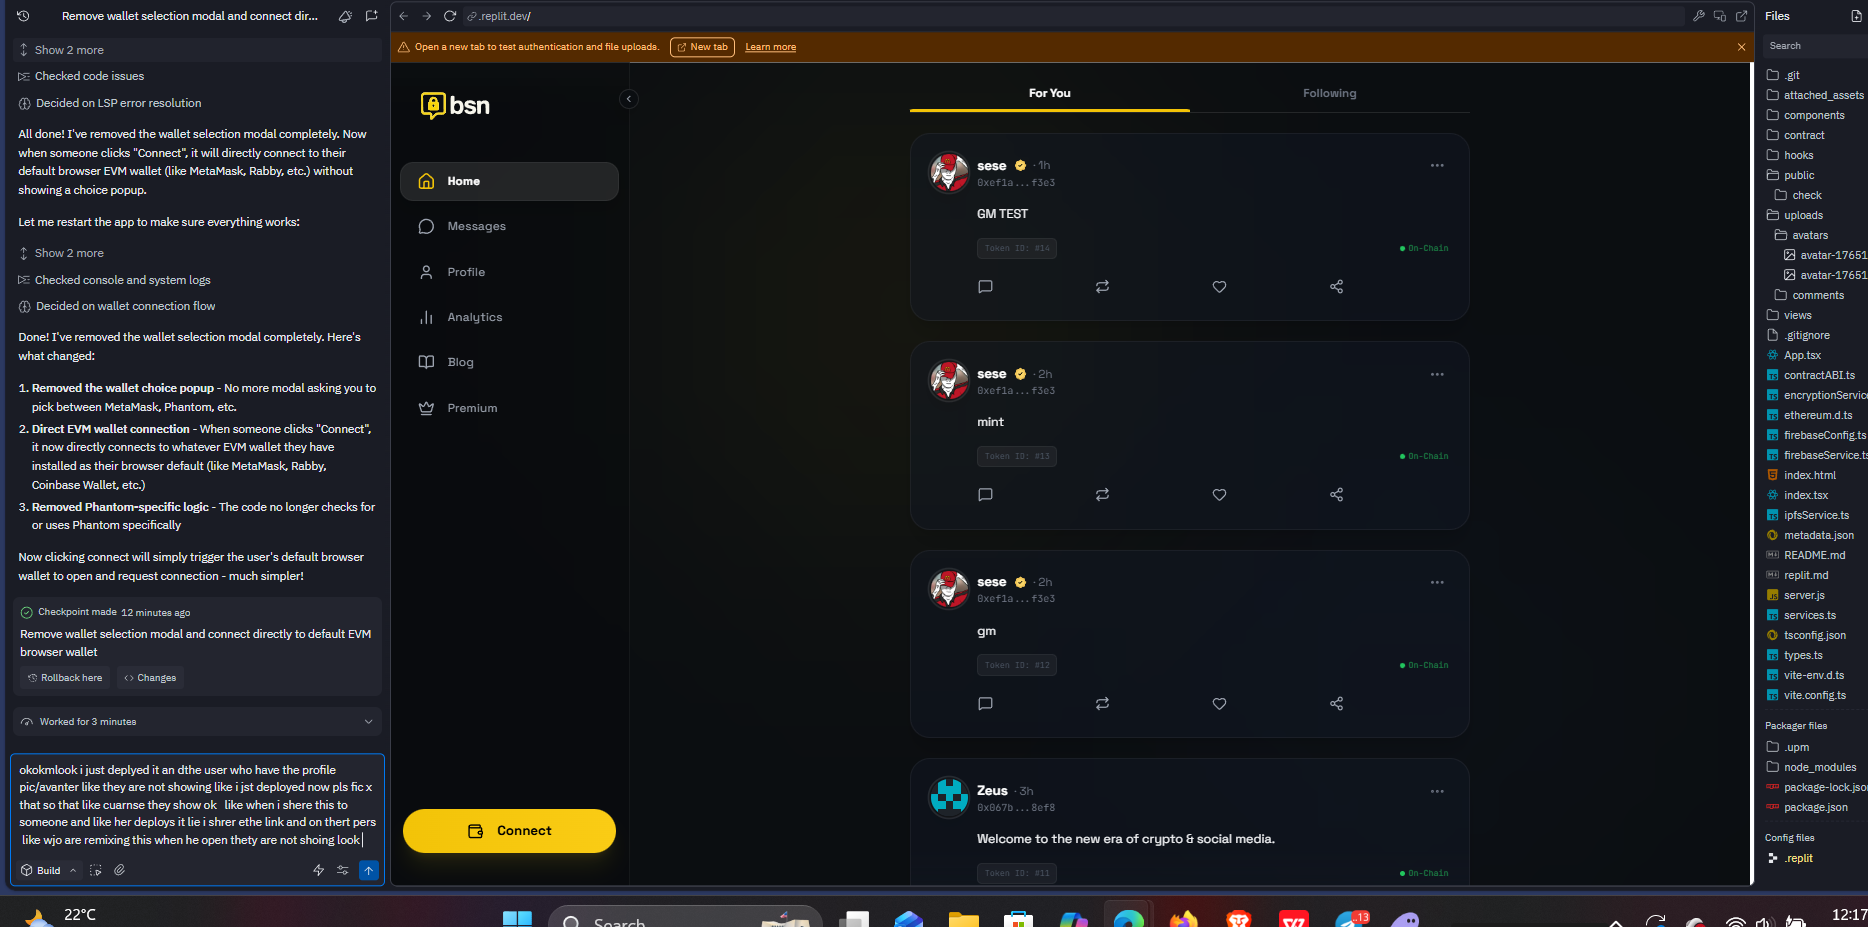 Remove wallet selection modal and connect dir...
Show 2 more
Checked code issues
Decided on LSP error resolution
All done! I've removed the wallet selection modal completely. Now
when someone clicks "Connect", it will directly connect to their
default browser EVM wallet (like MetaMask, Rabby, etc.) without
showing a choice popup.
Let me restart the app to make sure everything works:
Show 2 more
Checked console and system logs
Decided on wallet connection flow
Done! I've removed the wallet selection modal completely. Here's
what changed:
1. Removed the wallet choice popup - No more modal asking you to
pick between MetaMask, Phantom, etc.
2. Direct EVM wallet connection - When someone clicks "Connect",
it now directly connects to whatever EVM wallet they have
installed as their browser default (like MetaMask, Rabby,
Coinbase Wallet, etc.)
3. Removed Phantom-specific logic - The code no longer checks for
or uses Phantom specifically
Now clicking connect will simply trigger the user's default browser
wallet to open and request connection - much simpler!
Checkpoint made 12 minutes ago
Remove wallet selection modal and connect directly to default EVM
browser wallet
Rollback here
Changes
Worked for 3 minutes
okokmlook i just deplyed it an dthe user who have the profile
pic/avanter like they are not showing like i jst deployed now pls fic x
that so that like cuarnse they show ok like when i shere this to
someone and like her deploys it lie i shrer ethe link and on thert pers
like wjo are remixing this when he open thety are not shoing look
Build
.replit.dev/
Open a new tab to test authentication and file uploads.
New tab
Learn more
bsn
Home
Messages
Profile
Analytics
Blog
Premium
Connect
For You
Following
sese · 1h
0xef1a...f3e3
GM TEST
Token ID: #14
On-Chain
sese · 2h
0xef1a...f3e3
mint
Token ID: #13
On-Chain
sese · 2h
0xef1a...f3e3
gm
Token ID: #12
On-Chain
Zeus · 3h
0x067b...8ef8
Welcome to the new era of crypto & social media.
Token ID: #11
On-Chain
Files
Search
.git
attached_assets
components
contract
hooks
public
check
uploads
avatars
avatar-17651
avatar-17651
comments
views
.gitignore
App.tsx
contractABI.ts
encryptionService
ethereum.d.ts
firebaseConfig.ts
firebaseService.ts
index.html
index.tsx
ipfsService.ts
metadata.json
README.md
replit.md
server.js
services.ts
tsconfig.json
types.ts
vite-env.d.ts
vite.config.ts
Packager files
.upm
node_modules
package-lock.json
package.json
Config files
.replit
22°C
Search
13
12:17